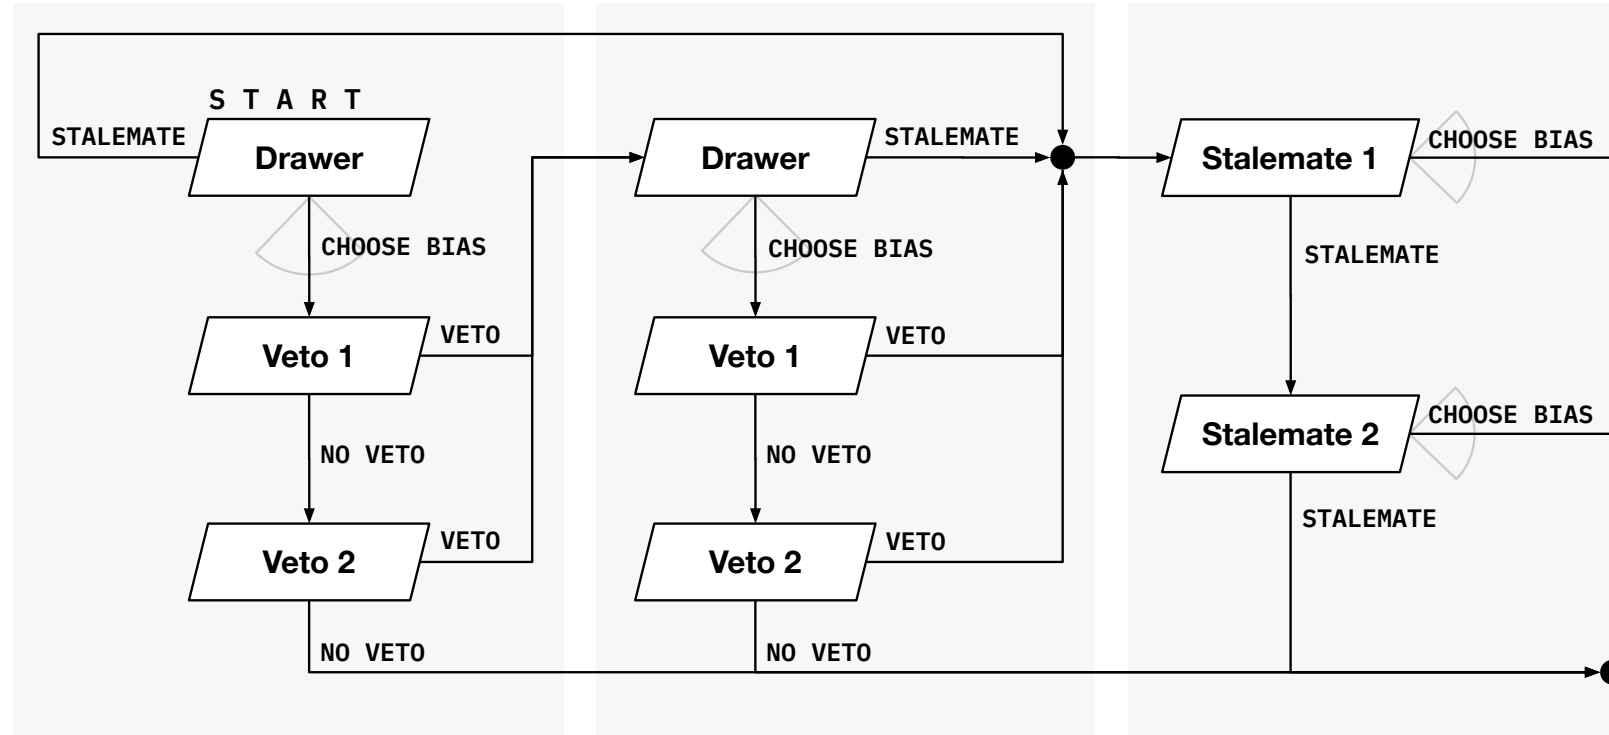 S T A R T
STALEMATE
Drawer
CHOOSE BIAS
Veto 1
VETO
NO VETO
Veto 2
VETO
NO VETO
Drawer
STALEMATE
CHOOSE BIAS
Veto 1
VETO
NO VETO
Veto 2
VETO
NO VETO
Stalemate 1
CHOOSE BIAS
STALEMATE
Stalemate 2
CHOOSE BIAS
STALEMATE